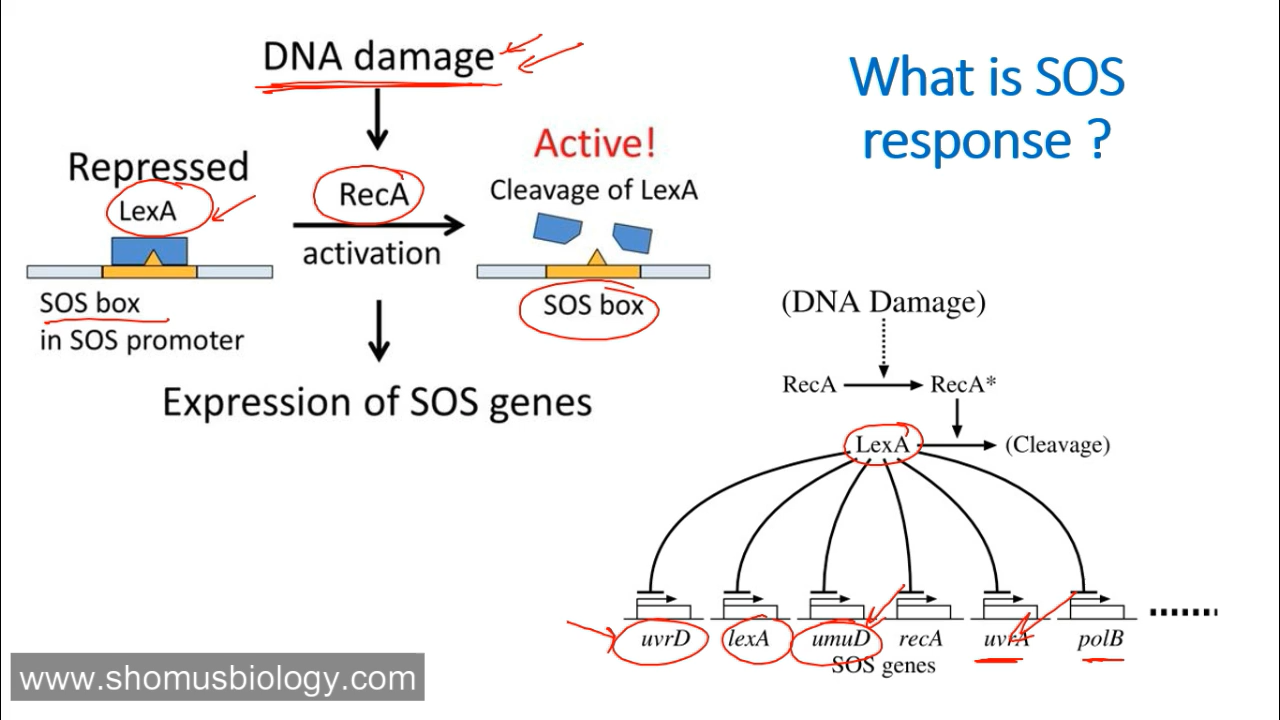 DNA damage
Repressed
LexA
RecA
activation
Active!
Cleavage of LexA
SOS box
in SOS promoter
SOS box
Expression of SOS genes
What is SOS
response ?
(DNA Damage)
RecA
RecA*
LexA
(Cleavage)
uvrD lexA umuD recA uvrA polB
SOS genes
www.shomusbiology.com